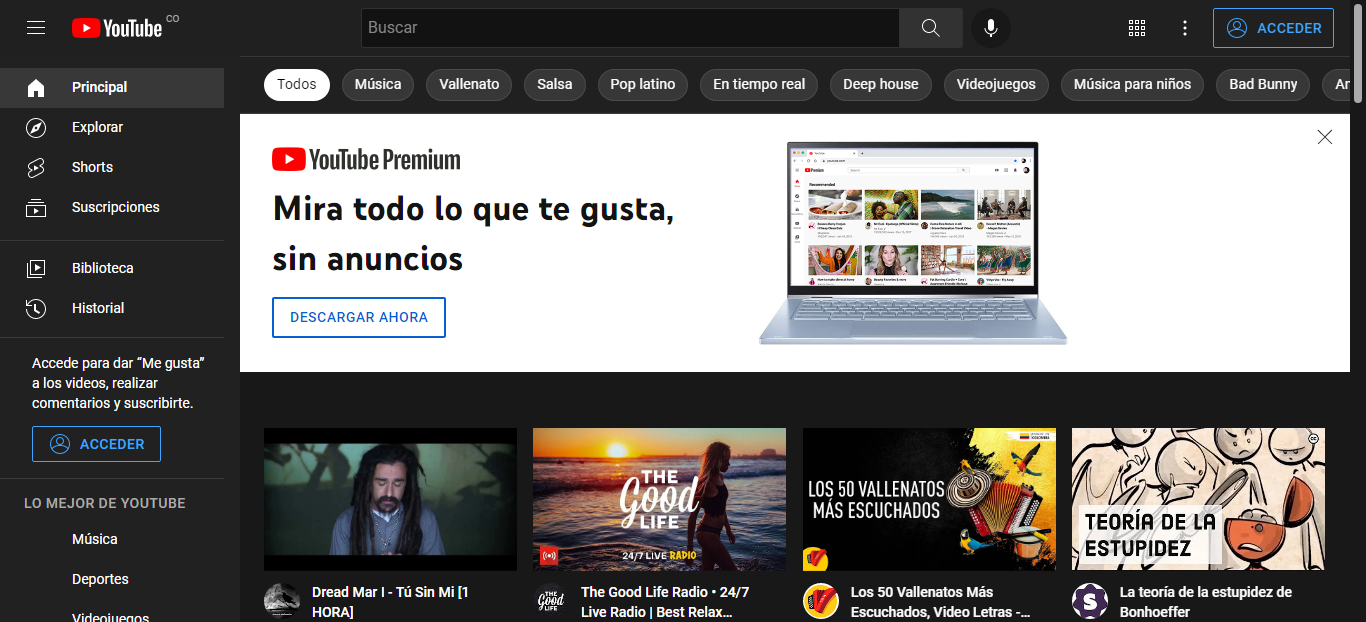 YouTube CO
Buscar
ACCEDER
Principal
Explorar
Shorts
Suscripciones
Biblioteca
Historial
Accede para dar “Me gusta”
a los videos, realizar
comentarios y suscribirte.
ACCEDER
LO MEJOR DE YOUTUBE
Música
Deportes
Videojuegos
Todos
Música
Vallenato
Salsa
Pop latino
En tiempo real
Deep house
Videojuegos
Música para niños
Bad Bunny
YouTube Premium
Mira todo lo que te gusta,
sin anuncios
DESCARGAR AHORA
Premium
Recommended
THE
Good
LIFE
24/7 LIVE RADIO
LOS 50 VALLENATOS
MÁS ESCUCHADOS
COLOMBIA
CC
TEORÍA DE LA
ESTUPIDEZ
Dread Mar I - Tú Sin Mi [1
HORA]
THE
Good
LIFE
The Good Life Radio • 24/7
Live Radio | Best Relax...
Los 50 Vallenatos Más
Escuchados, Video Letras -...
S
La teoría de la estupidez de
Bonhoeffer